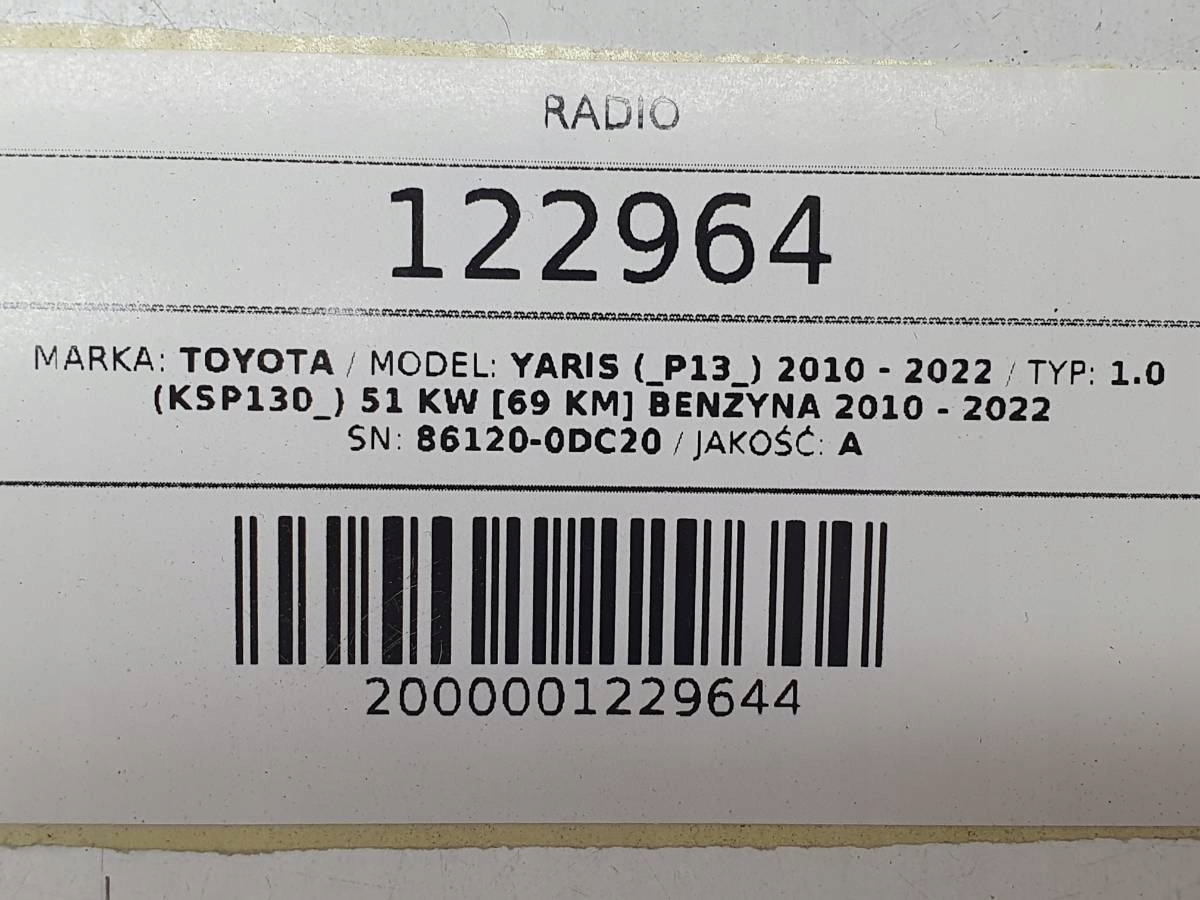 RADIO
122964
MARKA: TOYOTA / MODEL: YARIS (_P13_) 2010 - 2022 / TYP: 1.0
(KSP130_) 51 KW [69 KM] BENZYNA 2010 - 2022
SN: 86120-0DC20 / JAKOŚĆ: A
2000001229644